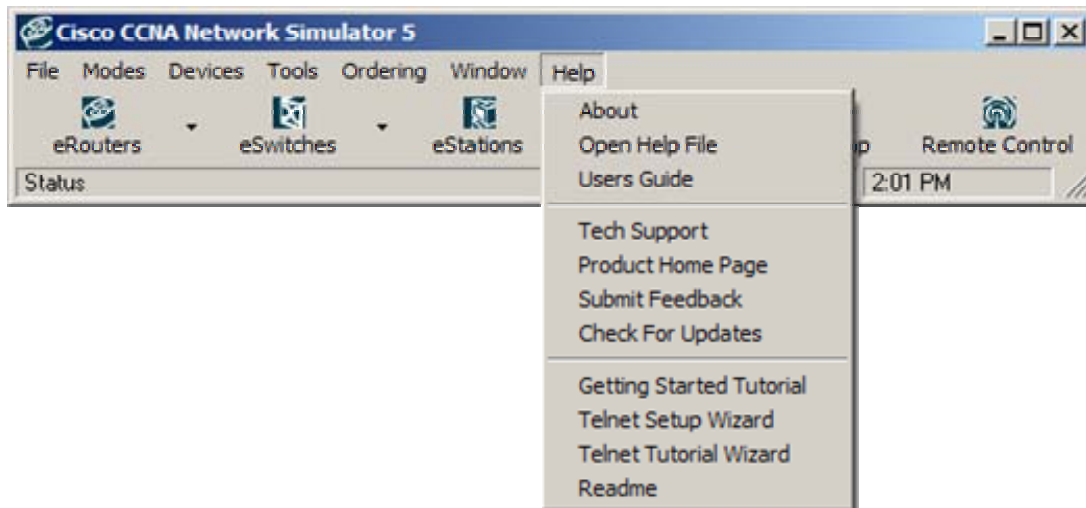 Cisco CCNA Network Simulator 5
File Modes Devices Tools Ordering Window Help
eRouters eSwitches eStations Remote Control
Status 2:01 PM
About
Open Help File
Users Guide
Tech Support
Product Home Page
Submit Feedback
Check For Updates
Getting Started Tutorial
Telnet Setup Wizard
Telnet Tutorial Wizard
Readme